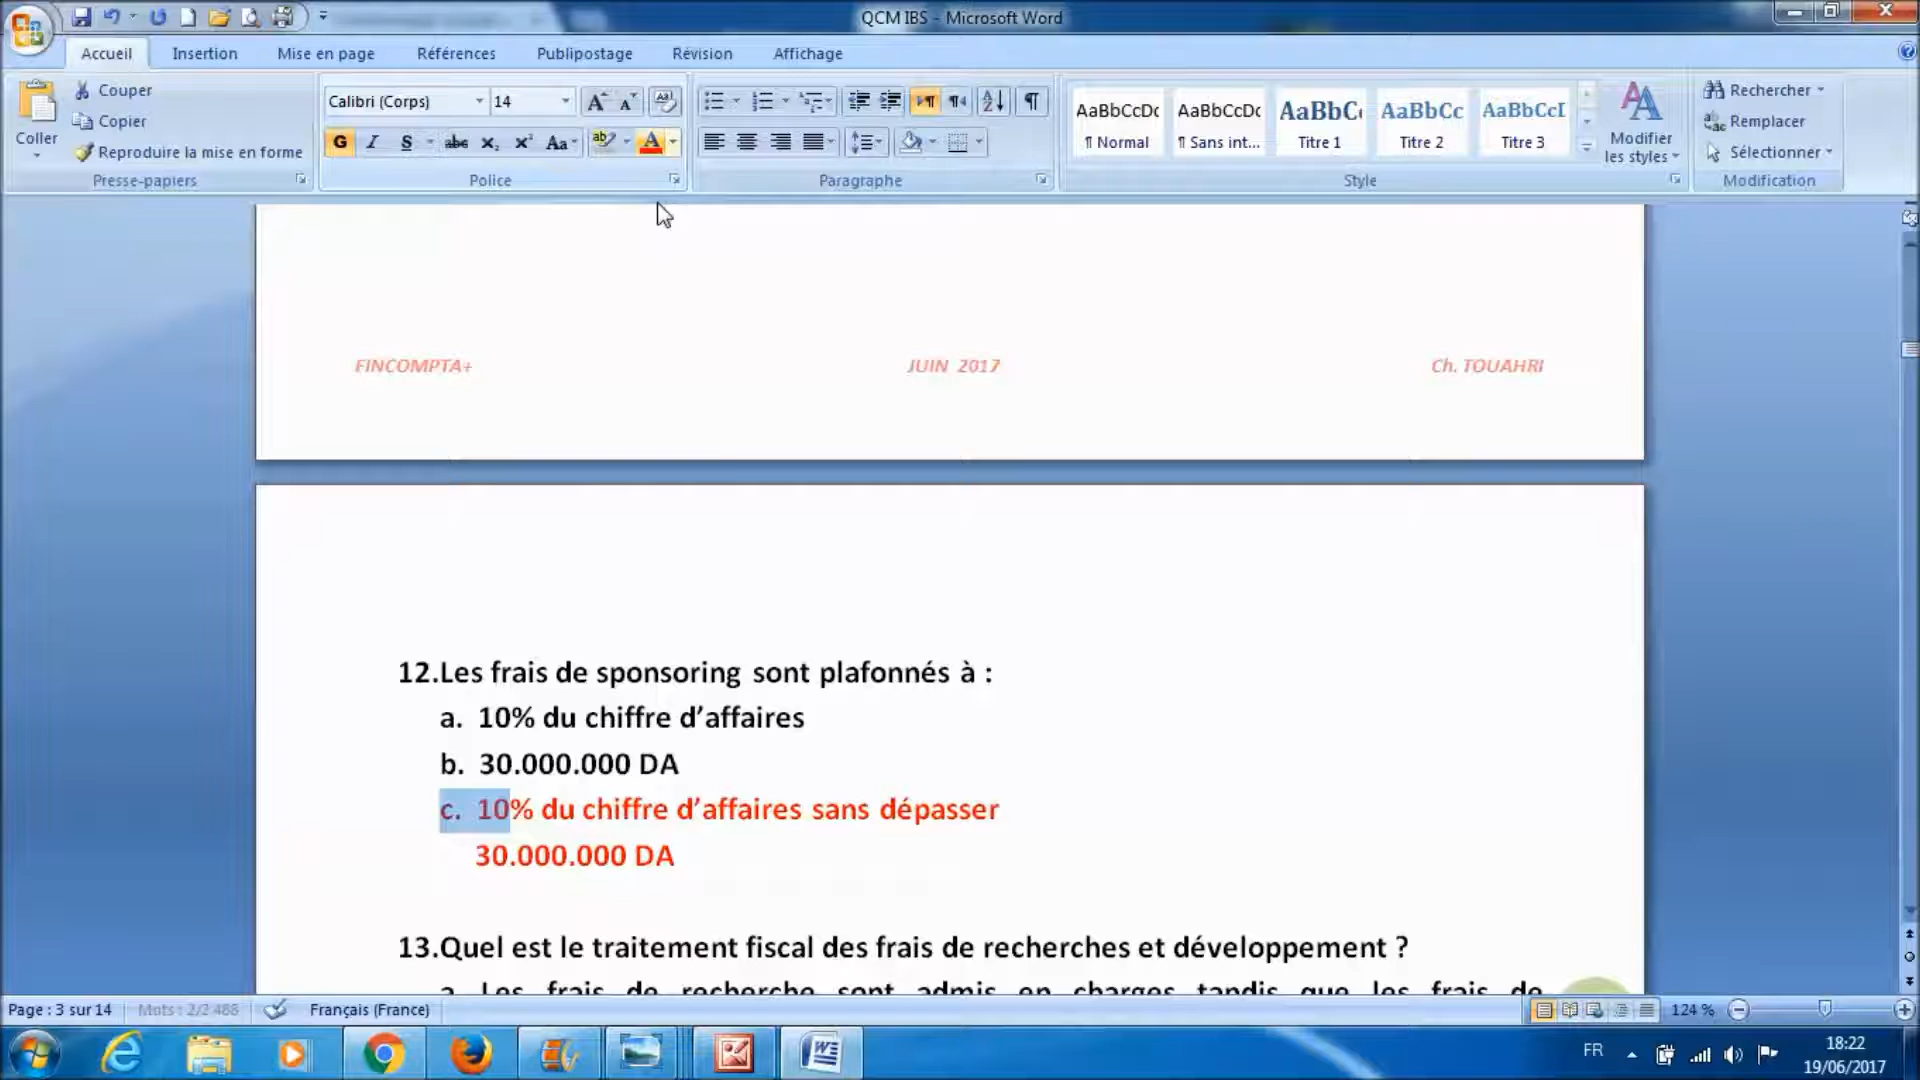 QCM IBS - Microsoft Word
Accueil Insertion Mise en page Références Publipostage Révision Affichage
Coller
Couper
Copier
Reproduire la mise en forme
Presse-papiers
Calibri (Corps) 14
G I S abc x₂ x² Aa
Police
Paragraphe
AaBbCcDc AaBbCcDc AaBbC AaBbCc AaBbCcI
¶ Normal ¶ Sans int... Titre 1 Titre 2 Titre 3
Modifier
les styles
Style
Rechercher
Remplacer
Sélectionner
Modification
FINCOMPTA+ JUIN 2017 Ch. TOUAHRI
12.Les frais de sponsoring sont plafonnés à :
a. 10% du chiffre d’affaires
b. 30.000.000 DA
c. 10% du chiffre d’affaires sans dépasser
30.000.000 DA
13.Quel est le traitement fiscal des frais de recherches et développement ?
a. Les frais de recherche sont admis en charges tandis que les frais de
Page : 3 sur 14 Mots : 2/2 488 Français (France) 124 %
FR 18:22
19/06/2017